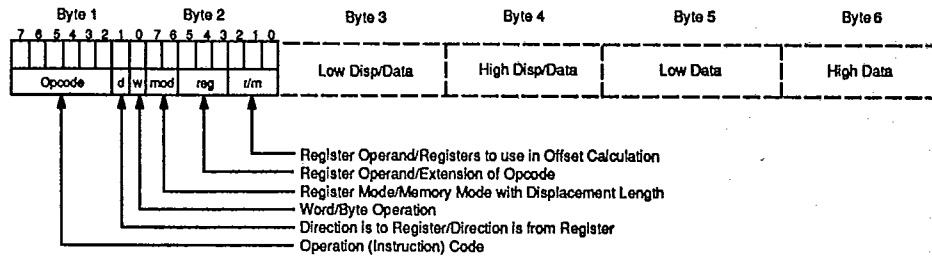 Byte 1 Byte 2 Byte 3 Byte 4 Byte 5 Byte 6
7 6 5 4 3 2 1 0 7 6 5 4 3 2 1 0
Opcode d w mod reg r/m Low Disp/Data High Disp/Data Low Data High Data
Register Operand/Registers to use in Offset Calculation
Register Operand/Extension of Opcode
Register Mode/Memory Mode with Displacement Length
Word/Byte Operation
Direction is to Register/Direction is from Register
Operation (Instruction) Code